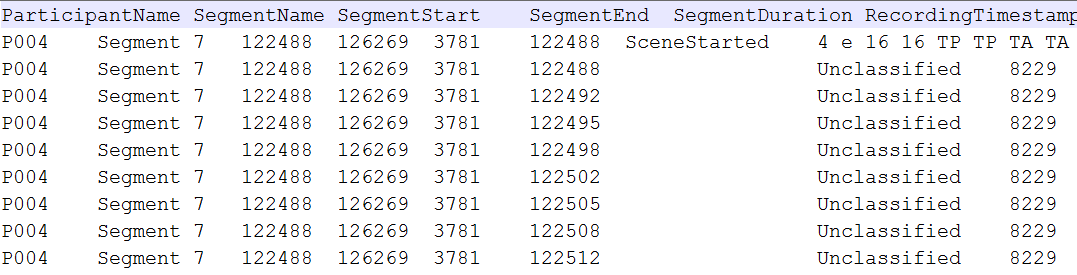 ParticipantName SegmentName SegmentStart SegmentEnd SegmentDuration RecordingTimestamp
P004 Segment 7 122488 126269 3781 122488 SceneStarted 4 e 16 16 TP TP TA TA
P004 Segment 7 122488 126269 3781 122488 Unclassified 8229
P004 Segment 7 122488 126269 3781 122492 Unclassified 8229
P004 Segment 7 122488 126269 3781 122495 Unclassified 8229
P004 Segment 7 122488 126269 3781 122498 Unclassified 8229
P004 Segment 7 122488 126269 3781 122502 Unclassified 8229
P004 Segment 7 122488 126269 3781 122505 Unclassified 8229
P004 Segment 7 122488 126269 3781 122508 Unclassified 8229
P004 Segment 7 122488 126269 3781 122512 Unclassified 8229